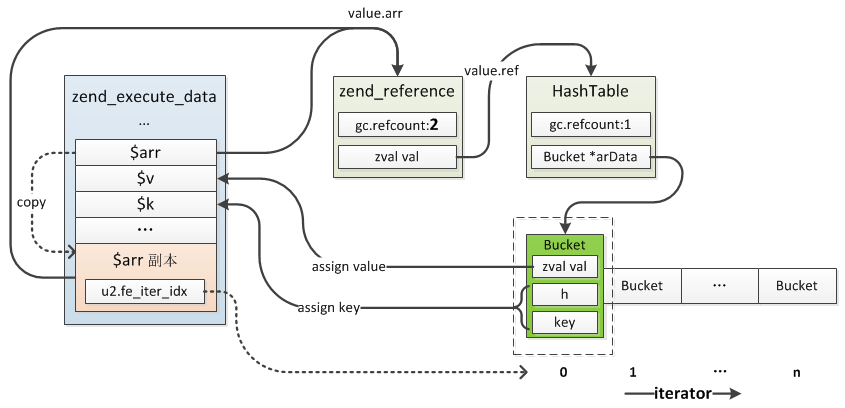 value.arr
value.ref
zend_execute_data
...
$arr
$v
$k
...
$arr 副本
u2.fe_iter_idx
copy
zend_reference
gc.refcount:2
zval val
HashTable
gc.refcount:1
Bucket *arData
assign value
assign key
Bucket
zval val
h
key
Bucket
...
Bucket
0
1
...
n
iterator